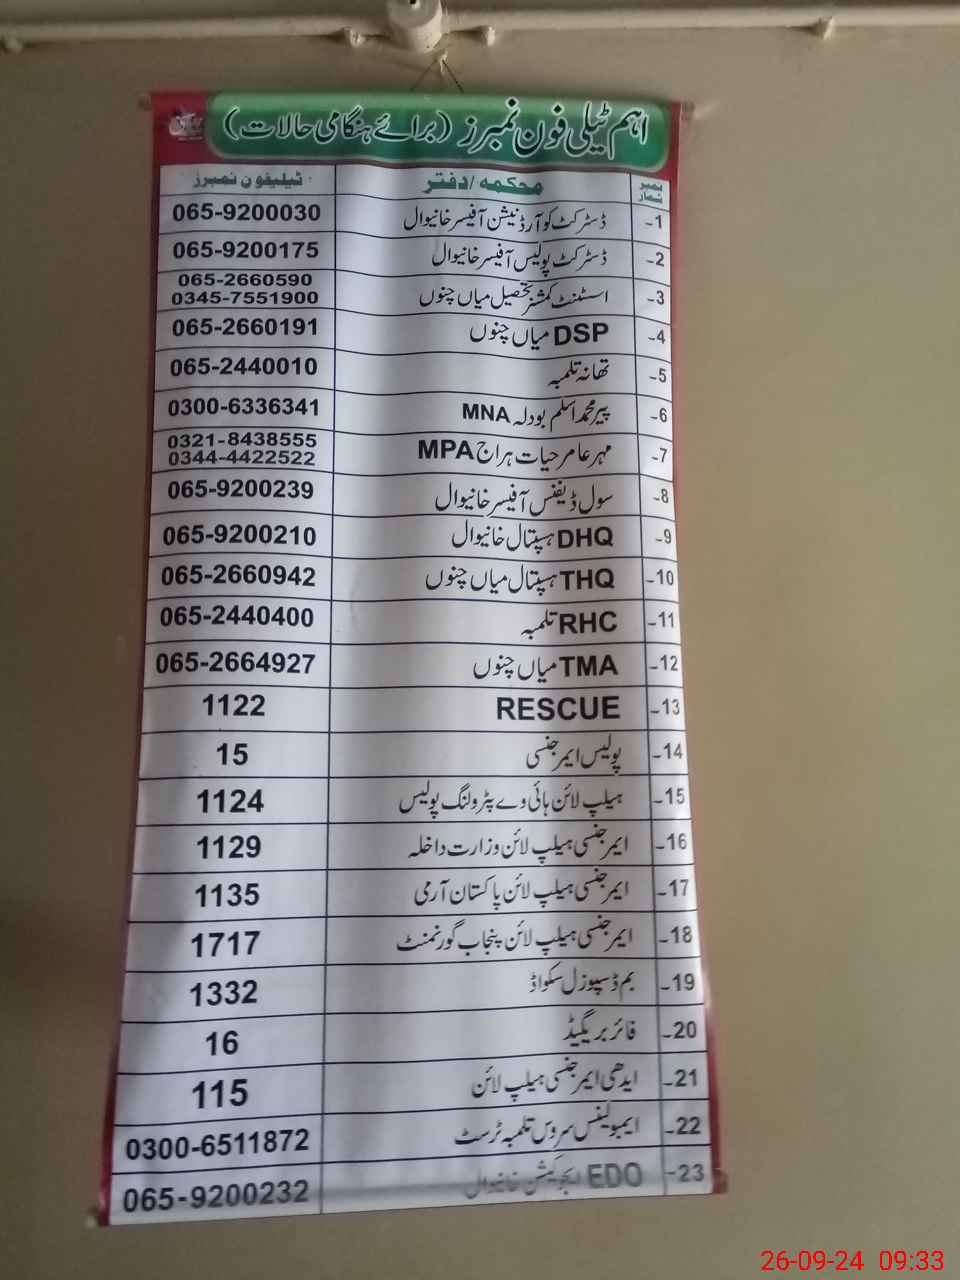 اہم ٹیلی فون نمبرز (برائے ہنگامی حالات)
نمبر شمار محکمہ/دفتر ٹیلیفون نمبرز
1- ڈسٹرکٹ کوآرڈنیشن آفیسر خانیوال 065-9200030
2- ڈسٹرکٹ پولیس آفیسر خانیوال 065-9200175
3- اسسٹنٹ کمشنر تحصیل میاں چنوں 065-2660590
0345-7551900
4- DSP میاں چنوں 065-2660191
5- تھانہ تلمبہ 065-2440010
6- پیر محمد اسلم بودلہ MNA 0300-6336341
7- مہر عامر حیات ہراج MPA 0321-8438555
0344-4422522
8- سول ڈیفنس آفیسر خانیوال 065-9200239
9- DHQ ہسپتال خانیوال 065-9200210
10- THQ ہسپتال میاں چنوں 065-2660942
11- RHC تلمبہ 065-2440400
12- TMA میاں چنوں 065-2664927
13- RESCUE 1122
14- پولیس ایمرجنسی 15
15- ہیلپ لائن ہائی وے پٹرولنگ پولیس 1124
16- ایمرجنسی ہیلپ لائن وزارت داخلہ 1129
17- ایمرجنسی ہیلپ لائن پاکستان آرمی 1135
18- ایمرجنسی ہیلپ لائن پنجاب گورنمنٹ 1717
19- بم ڈسپوزل سکواڈ 1332
20- فائر بریگیڈ 16
21- ایدھی ایمرجنسی ہیلپ لائن 115
22- ایمبولینس سروس تلمبہ ٹرسٹ 0300-6511872
23- EDO ایجوکیشن خانیوال 065-9200232
26-09-24 09:33